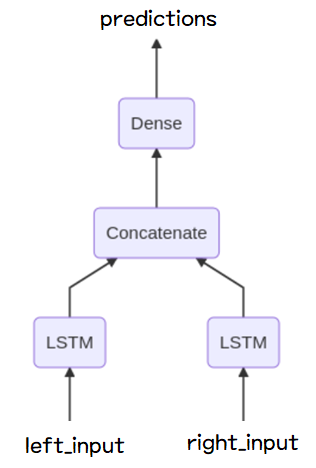 predictions
Dense
Concatenate
LSTM
LSTM
left_input
right_input